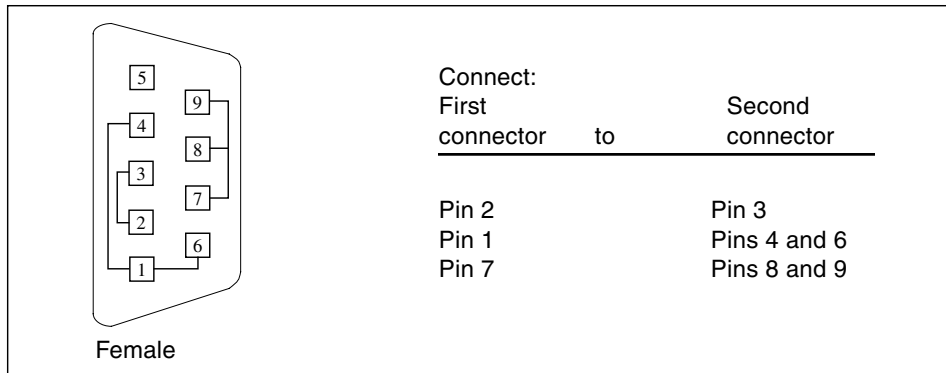 5
9
4
8
3
7
2
6
1
Female
Connect:
First Second
connector to connector
Pin 2 Pin 3
Pin 1 Pins 4 and 6
Pin 7 Pins 8 and 9